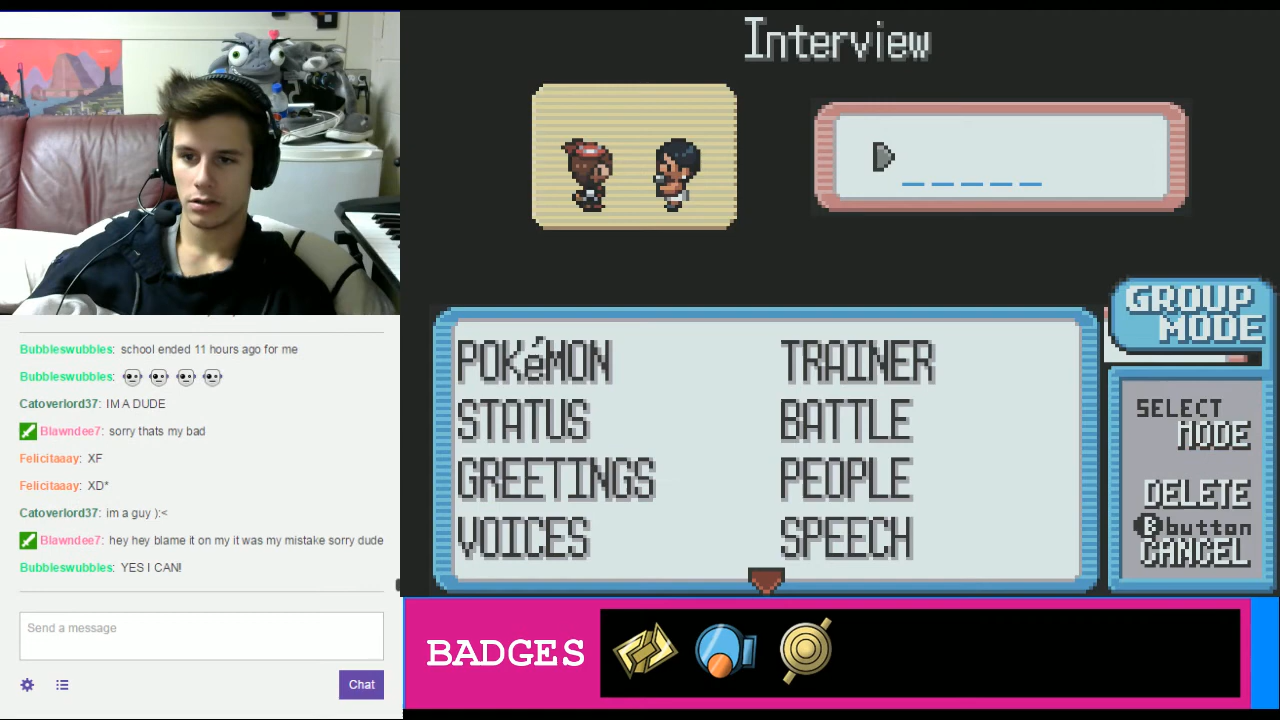 Interview
POKéMON TRAINER
STATUS BATTLE
GREETINGS PEOPLE
VOICES SPEECH
GROUP
MODE
SELECT
MODE
DELETE
B button
CANCEL
Bubbleswubbles: school ended 11 hours ago for me
Bubbleswubbles:
Catoverlord37: IM A DUDE
Blawndee7: sorry thats my bad
Felicitaaay: XF
Felicitaaay: XD*
Catoverlord37: im a guy ):<
Blawndee7: hey hey blame it on my it was my mistake sorry dude
Bubbleswubbles: YES I CAN!
Send a message
Chat
BADGES